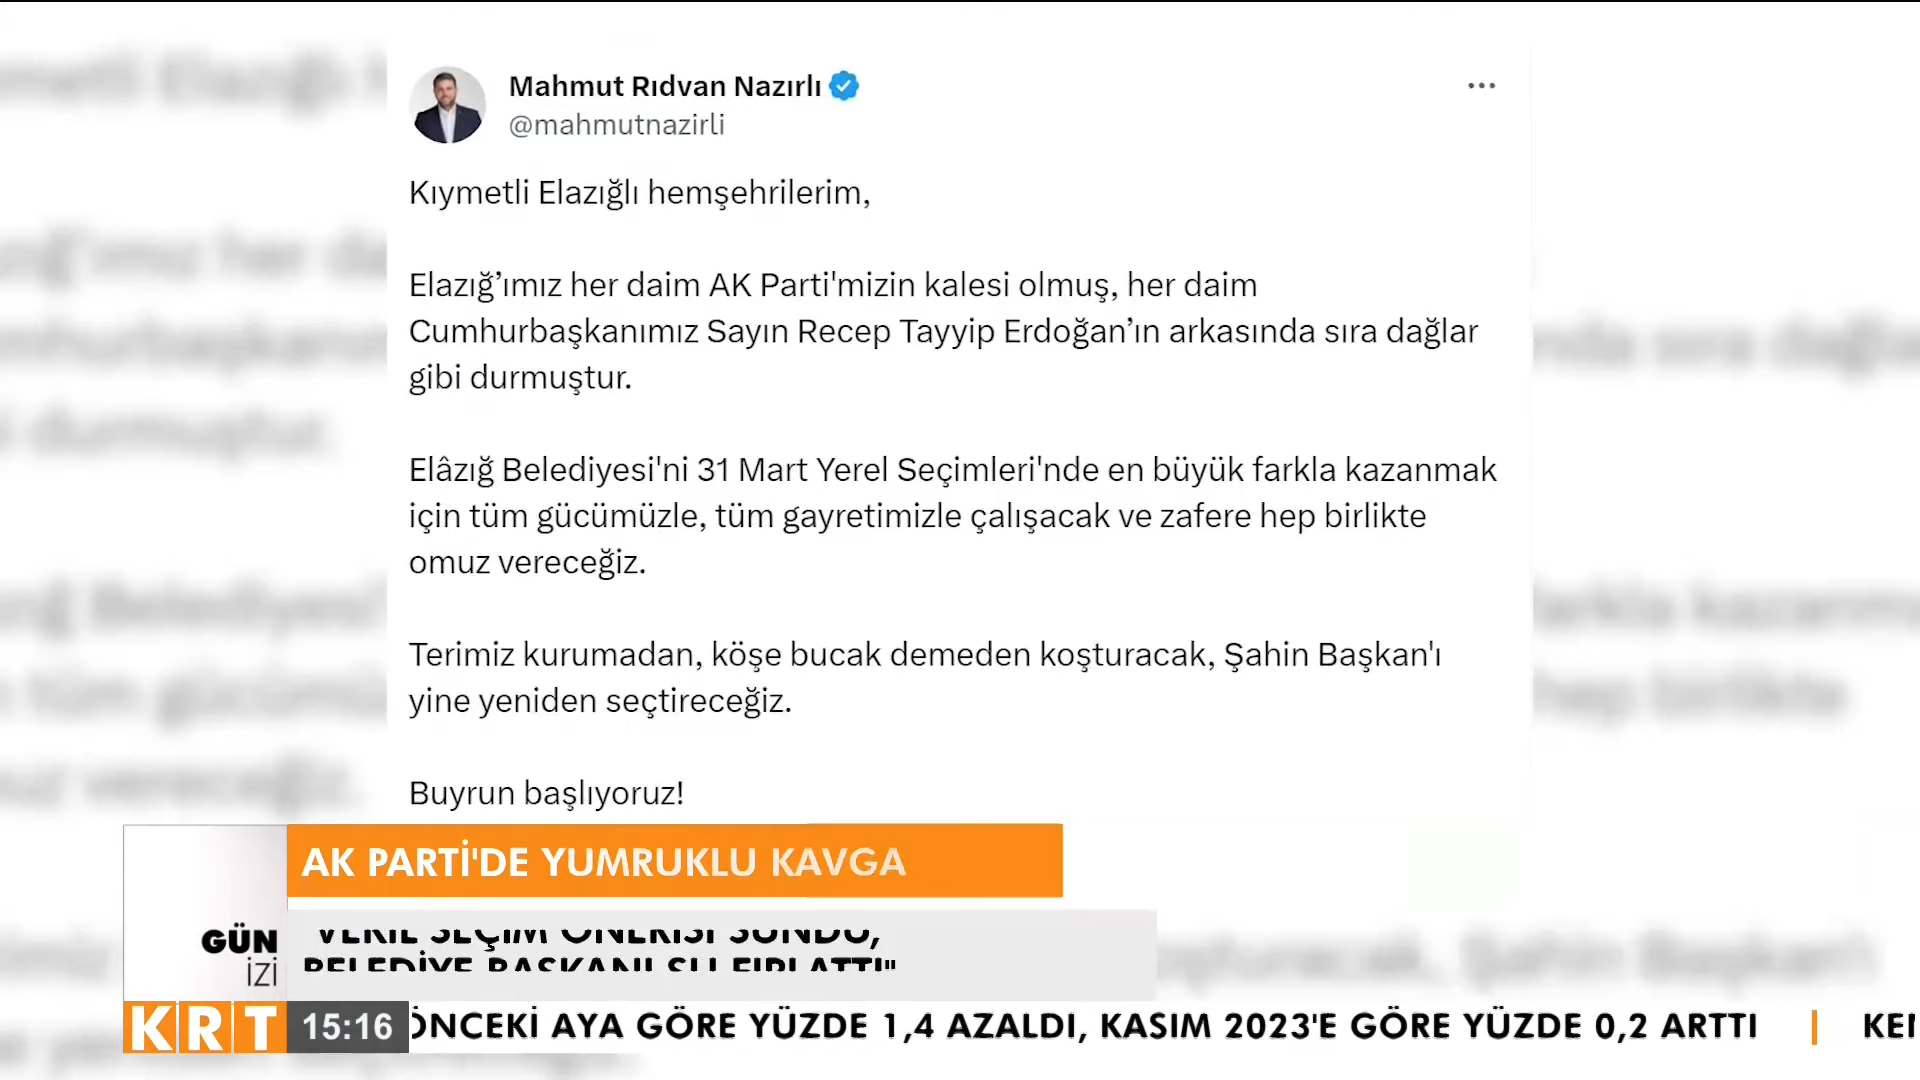 Mahmut Rıdvan Nazırlı
@mahmutnazirli
Kıymetli Elazığlı hemşehrilerim,
Elazığ’ımız her daim AK Parti'mizin kalesi olmuş, her daim
Cumhurbaşkanımız Sayın Recep Tayyip Erdoğan’ın arkasında sıra dağlar
gibi durmuştur.
Elâzığ Belediyesi'ni 31 Mart Yerel Seçimleri'nde en büyük farkla kazanmak
için tüm gücümüzle, tüm gayretimizle çalışacak ve zafere hep birlikte
omuz vereceğiz.
Terimiz kurumadan, köşe bucak demeden koşturacak, Şahin Başkan'ı
yine yeniden seçtireceğiz.
Buyrun başlıyoruz!
AK PARTİ'DE YUMRUKLU KAVGA
GÜN
İZİ
KRT 15:16 ÖNCEKİ AYA GÖRE YÜZDE 1,4 AZALDI, KASIM 2023'E GÖRE YÜZDE 0,2 ARTTI |